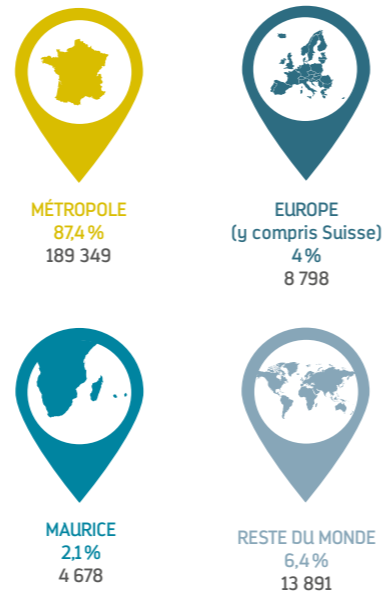 MÉTROPOLE
87,4 %
189 349
EUROPE
(y compris Suisse)
4 %
8 798
MAURICE
2,1 %
4 678
RESTE DU MONDE
6,4 %
13 891